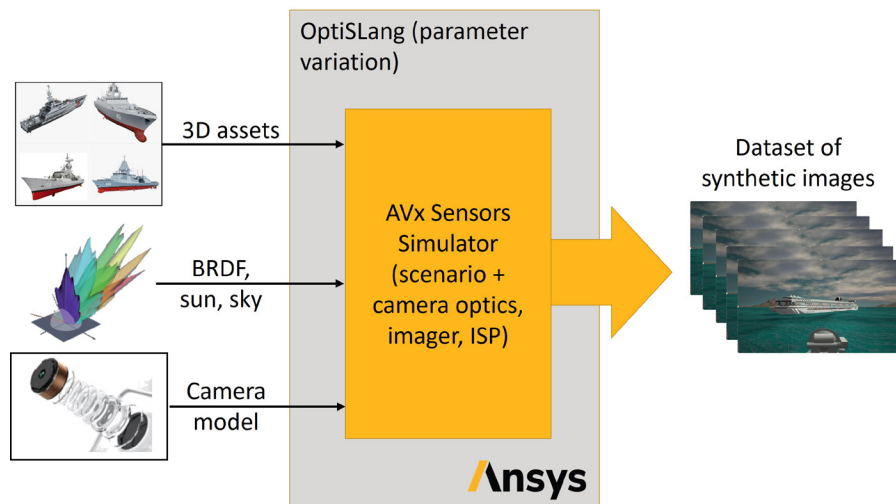 OptiSLang (parameter
variation)
3D assets
BRDF,
sun, sky
Camera
model
AVx Sensors
Simulator
(scenario +
camera optics,
imager, ISP)
Dataset of
synthetic images
Ansys